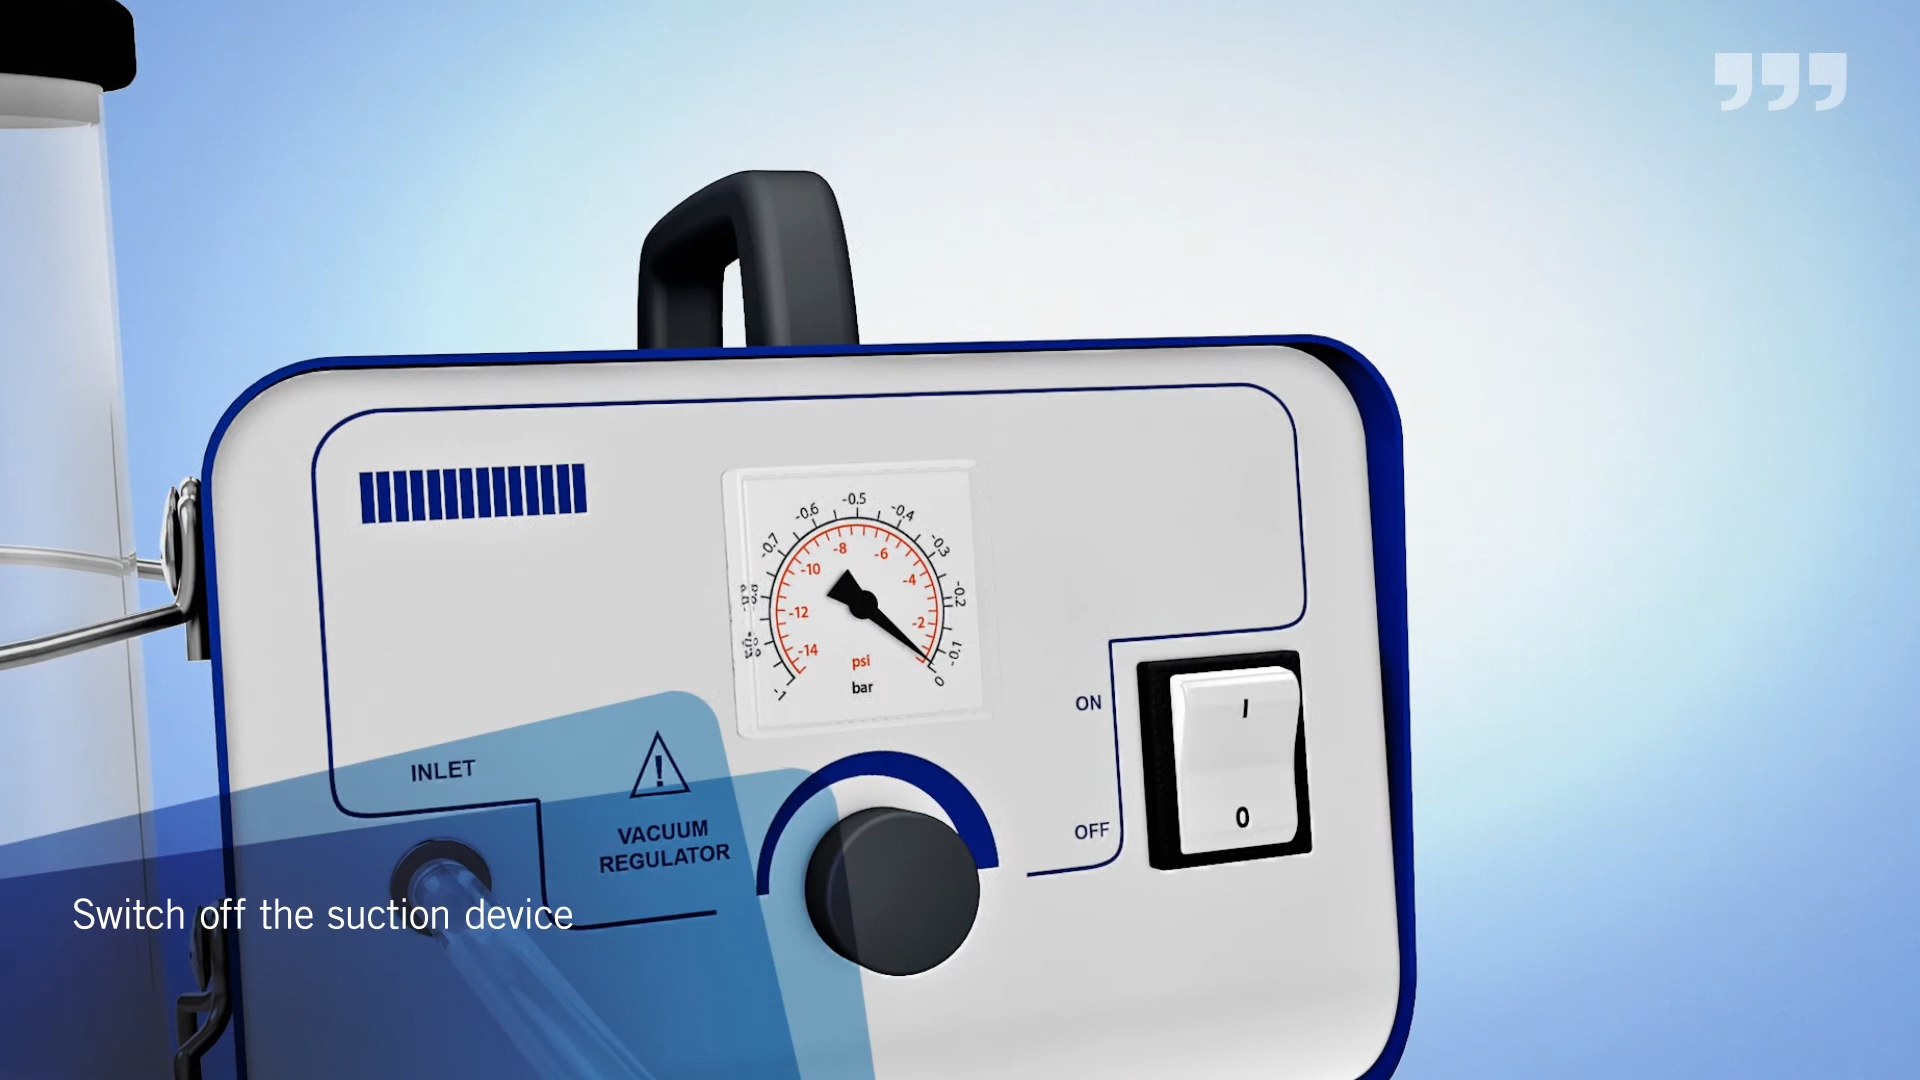 -0.5
-0.6
-0.4
-0.7
-0.3
-8
-6
-10
-4
-0.2
-12
-2
-14
-0.1
psi
bar
0
ON
I
OFF
0
INLET
!
VACUUM
REGULATOR
Switch off the suction device